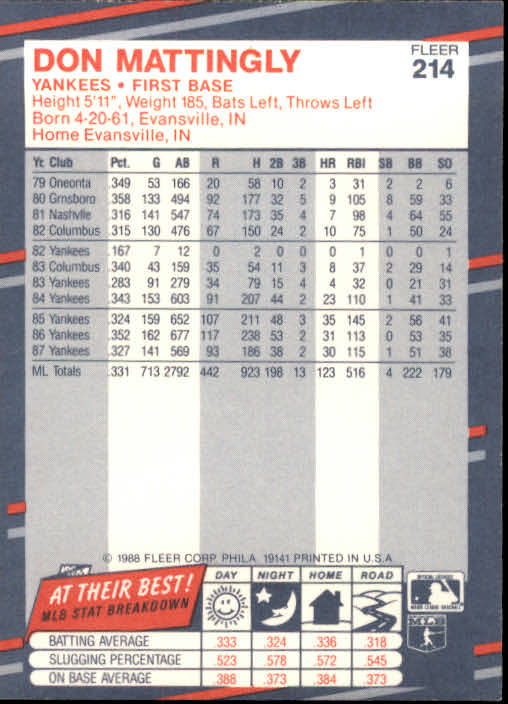 DON MATTINGLY
FLEER
214
YANKEES • FIRST BASE
Height 5'11", Weight 185, Bats Left, Throws Left
Born 4-20-61, Evansville, IN
Home Evansville, IN
Yr. Club Pct. G AB R H 2B 3B HR RBI SB BB SO
79 Oneonta .349 53 166 20 58 10 2 3 31 2 2 6
80 Grnsboro .358 133 494 92 177 32 5 9 105 8 59 33
81 Nashvlle .316 141 547 74 173 35 4 7 98 4 64 55
82 Columbus .315 130 476 67 150 24 2 10 75 1 50 24
82 Yankees .167 7 12 0 2 0 0 0 1 0 0 1
83 Columbus .340 43 159 35 54 11 3 8 37 2 29 14
83 Yankees .283 91 279 34 79 15 4 4 32 0 21 31
84 Yankees .343 153 603 91 207 44 2 23 110 1 41 33
85 Yankees .324 159 652 107 211 48 3 35 145 2 56 41
86 Yankees .352 162 677 117 238 53 2 31 113 0 53 35
87 Yankees .327 141 569 93 186 38 2 30 115 1 51 38
ML Totals .331 713 2792 442 923 198 13 123 516 4 222 179
© 1988 FLEER CORP. PHILA. 19141 PRINTED IN U.S.A.
AT THEIR BEST!
MLB STAT BREAKDOWN
DAY NIGHT HOME ROAD
BATTING AVERAGE .333 .324 .336 .318
SLUGGING PERCENTAGE .523 .578 .572 .545
ON BASE AVERAGE .388 .373 .384 .373
OFFICIAL LICENSEE
MAJOR LEAGUE BASEBALL
MLB